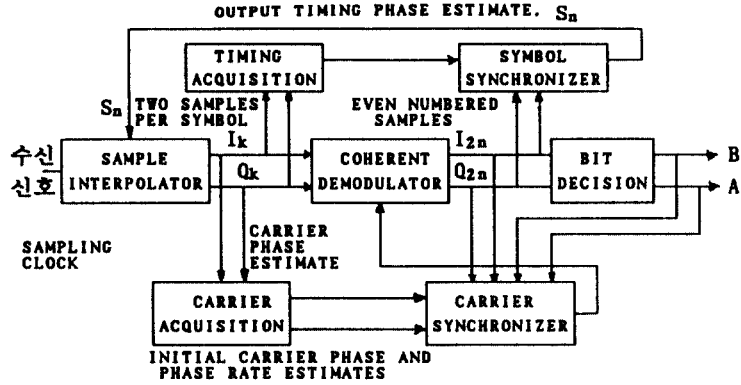 OUTPUT TIMING PHASE ESTIMATE, Sn
TIMING
ACQUISITION
SYMBOL
SYNCHRONIZER
Sn
TWO SAMPLES
PER SYMBOL
EVEN NUMBERED
SAMPLES
Ik
I2n
수신
신호
SAMPLE
INTERPOLATOR
Qk
COHERENT
DEMODULATOR
Q2n
BIT
DECISION
B
A
SAMPLING
CLOCK
CARRIER
PHASE
ESTIMATE
CARRIER
ACQUISITION
CARRIER
SYNCHRONIZER
INITIAL CARRIER PHASE AND
PHASE RATE ESTIMATES